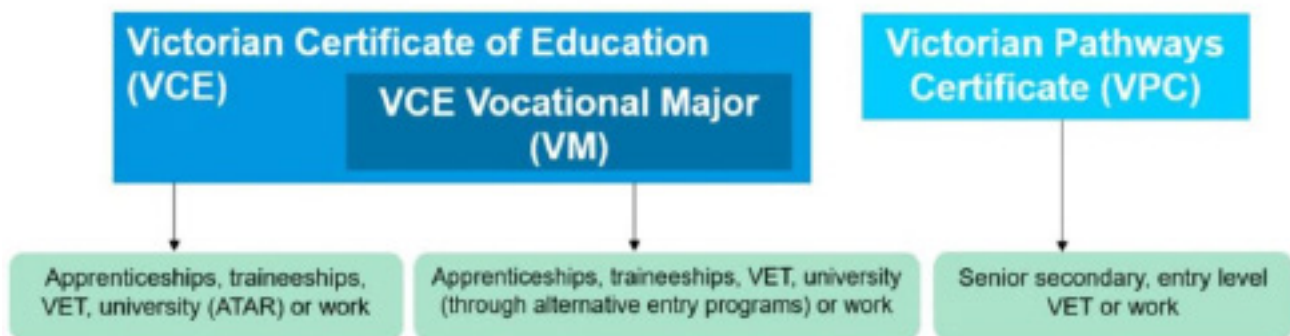 Victorian Certificate of Education
(VCE)
VCE Vocational Major
(VM)
Victorian Pathways
Certificate (VPC)
Apprenticeships, traineeships,
VET, university (ATAR) or work
Apprenticeships, traineeships, VET, university
(through alternative entry programs) or work
Senior secondary, entry level
VET or work